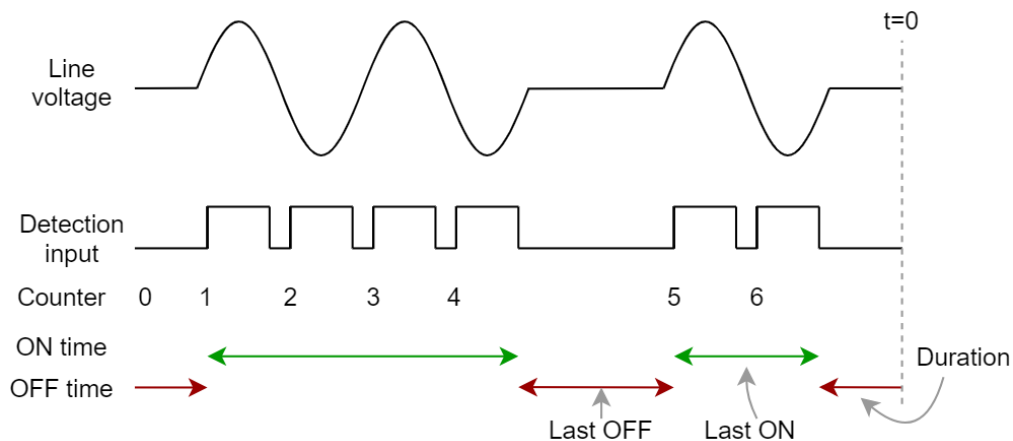 t=0
Line
voltage
Detection
input
Counter 0 1 2 3 4 5 6
ON time
OFF time
Duration
Last OFF
Last ON